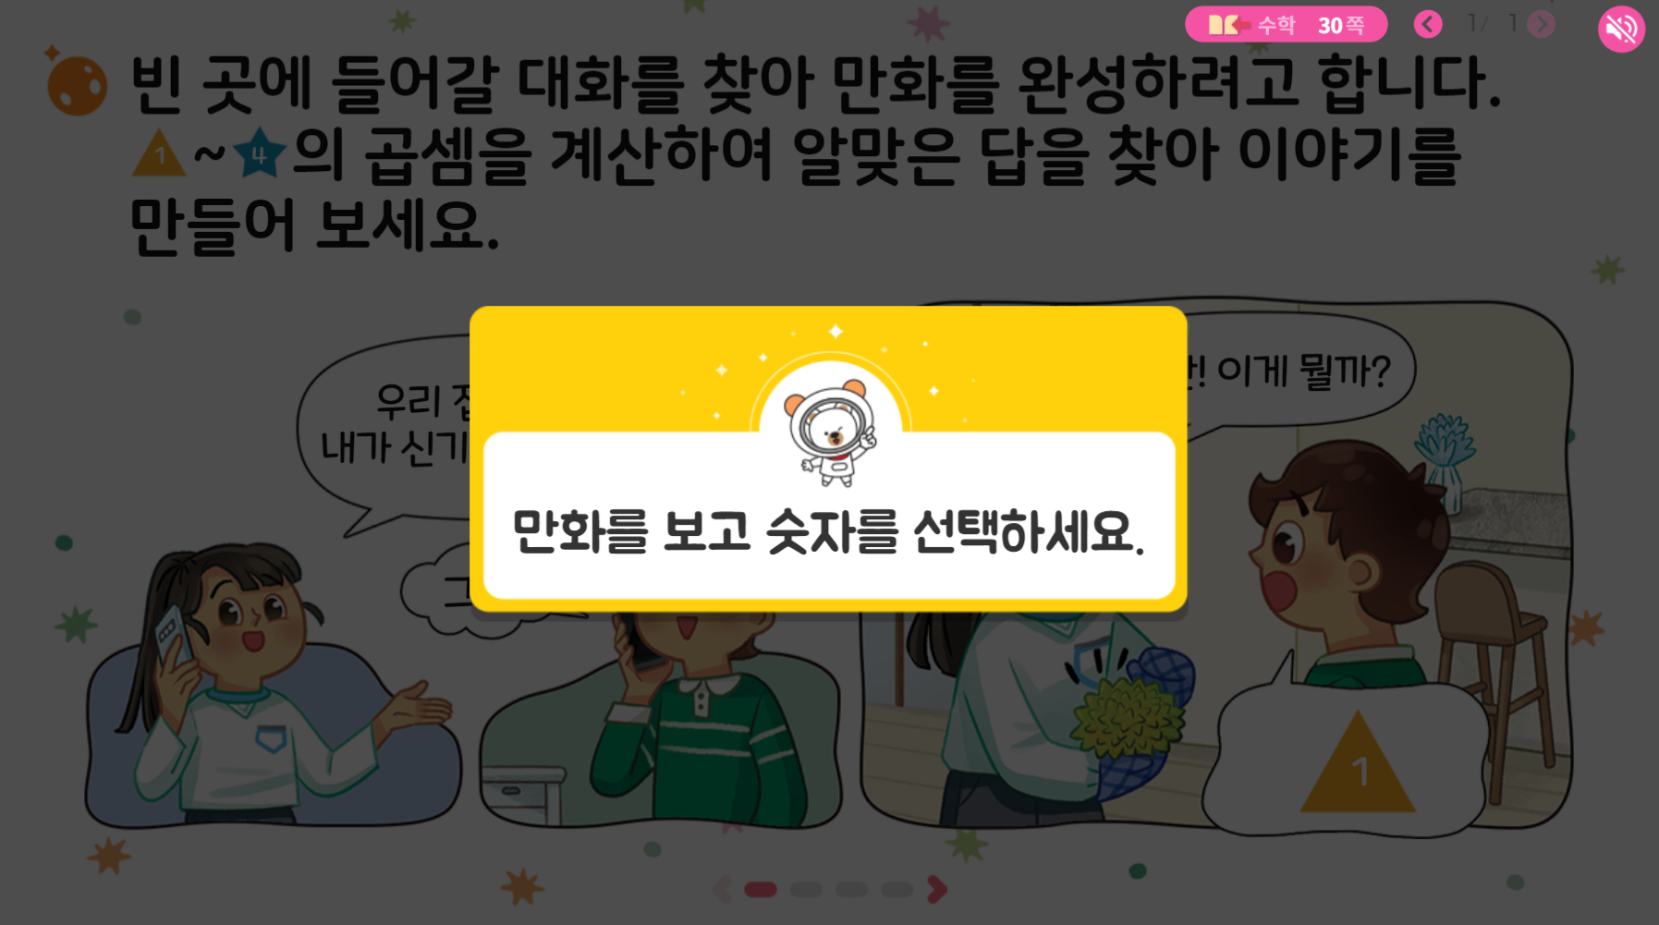 수학 30쪽
1/ 1
빈 곳에 들어갈 대화를 찾아 만화를 완성하려고 합니다.
1~4의 곱셈을 계산하여 알맞은 답을 찾아 이야기를
만들어 보세요.
우리
내가 신기
이게 뭘까?
만화를 보고 숫자를 선택하세요.
1